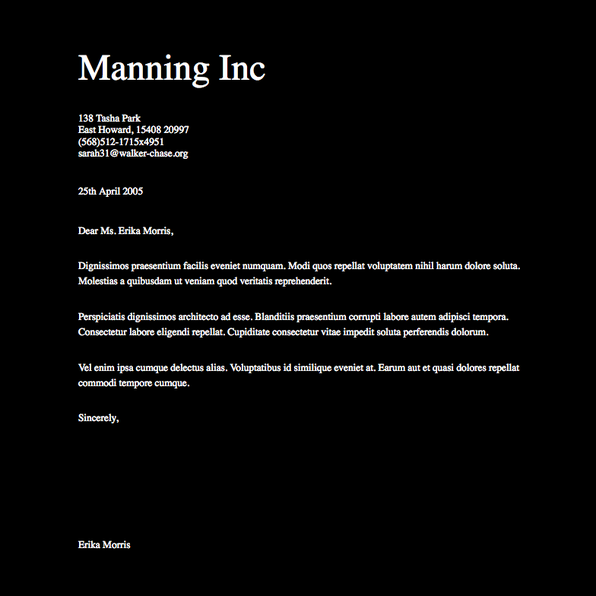 Manning Inc
138 Tasha Park
East Howard, 15408 20997
(568)512-1715x4951
sarah31@walker-chase.org
25th April 2005
Dear Ms. Erika Morris,
Dignissimos praesentium facilis eveniet numquam. Modi quos repellat voluptatem nihil harum dolore soluta.
Molestias a quibusdam ut veniam quod veritatis reprehenderit.
Perspiciatis dignissimos architecto ad esse. Blanditiis praesentium corrupti labore autem adipisci tempora.
Consectetur labore eligendi repellat. Cupiditate consectetur vitae impedit soluta perferendis dolorum.
Vel enim ipsa cumque delectus alias. Voluptatibus id similique eveniet at. Earum aut et quasi dolores repellat
commodi tempore cumque.
Sincerely,
Erika Morris